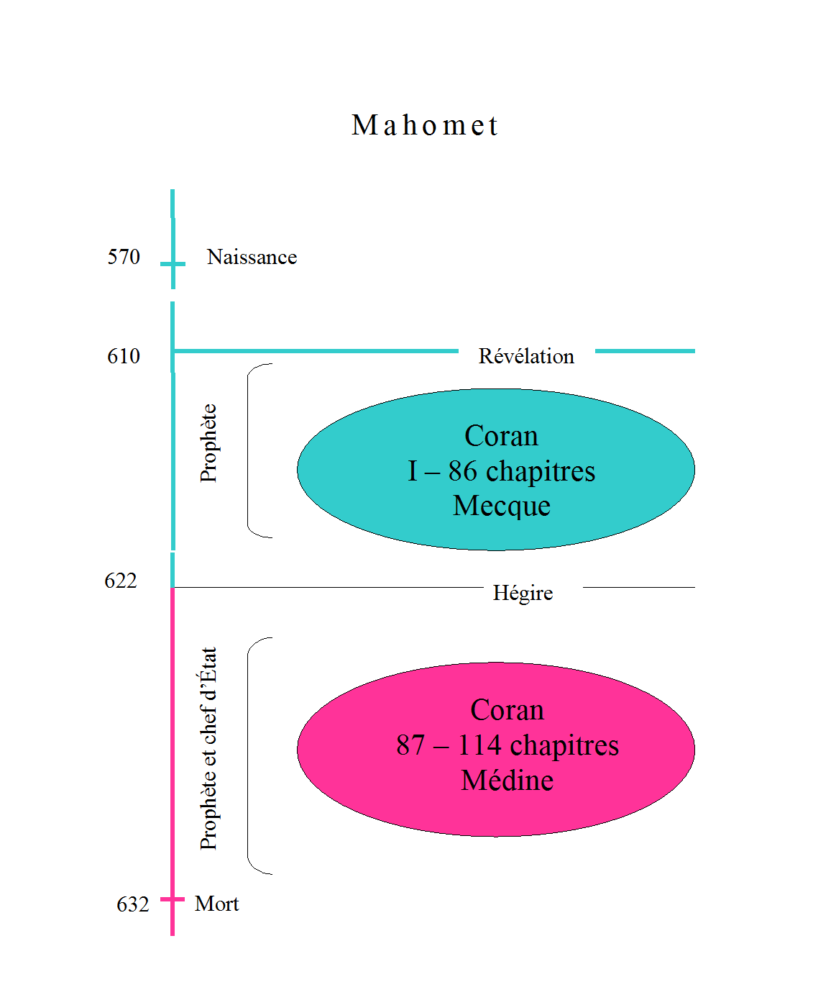 Mahomet
570
Naissance
610
Révélation
Prophète
Coran
I – 86 chapitres
Mecque
622
Hégire
Prophète et chef d’État
Coran
87 – 114 chapitres
Médine
632
Mort